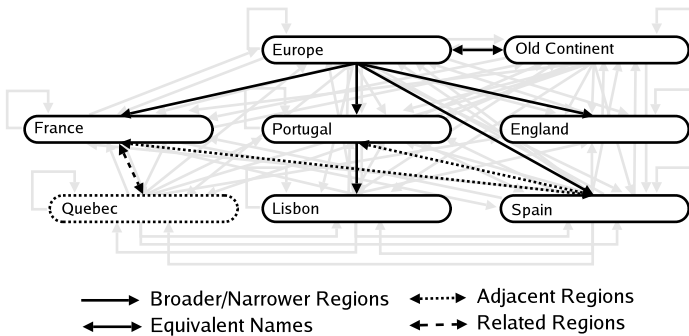 Europe
Old Continent
France
Portugal
England
Quebec
Lisbon
Spain
Broader/Narrower Regions
Adjacent Regions
Equivalent Names
Related Regions